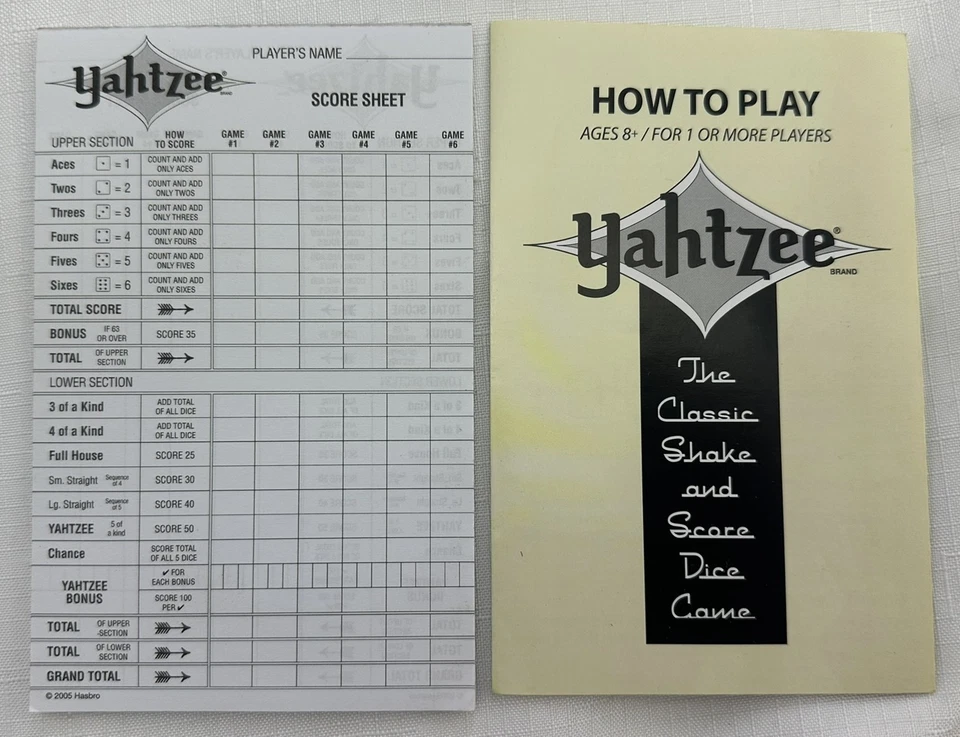 Yahtzee® BRAND
PLAYER'S NAME
SCORE SHEET
UPPER SECTION HOW TO SCORE GAME #1 GAME #2 GAME #3 GAME #4 GAME #5 GAME #6
Aces = 1 COUNT AND ADD ONLY ACES
Twos = 2 COUNT AND ADD ONLY TWOS
Threes = 3 COUNT AND ADD ONLY THREES
Fours = 4 COUNT AND ADD ONLY FOURS
Fives = 5 COUNT AND ADD ONLY FIVES
Sixes = 6 COUNT AND ADD ONLY SIXES
TOTAL SCORE
BONUS IF 63 OR OVER SCORE 35
TOTAL OF UPPER SECTION
LOWER SECTION
3 of a Kind ADD TOTAL OF ALL DICE
4 of a Kind ADD TOTAL OF ALL DICE
Full House SCORE 25
Sm. Straight Sequence of 4 SCORE 30
Lg. Straight Sequence of 5 SCORE 40
YAHTZEE 5 of a kind SCORE 50
Chance SCORE TOTAL OF ALL 5 DICE
YAHTZEE BONUS ✔ FOR EACH BONUS
SCORE 100 PER ✔
TOTAL OF UPPER SECTION
TOTAL OF LOWER SECTION
GRAND TOTAL
© 2005 Hasbro
HOW TO PLAY
AGES 8+ / FOR 1 OR MORE PLAYERS
Yahtzee®
BRAND
The
Classic
Shake
and
Score
Dice
Game